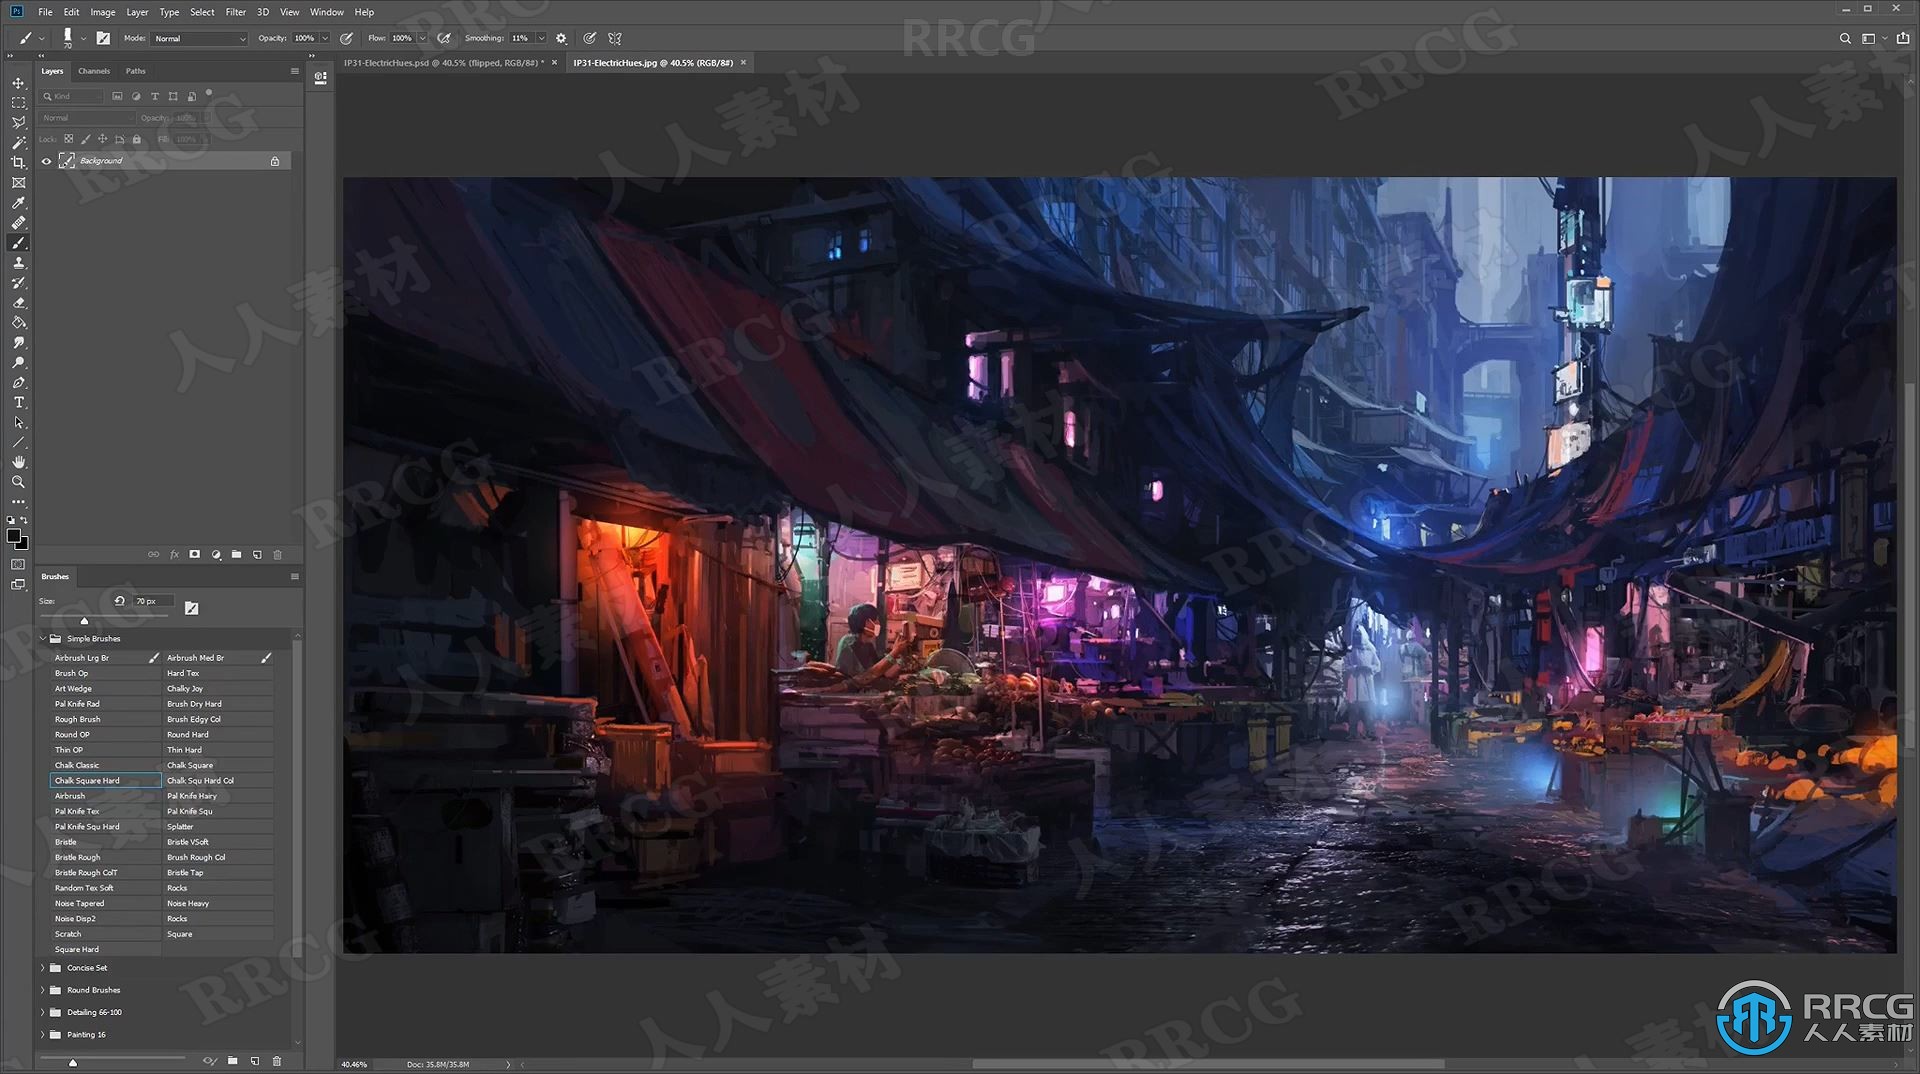 Ps File Edit Image Layer Type Select Filter 3D View Window Help
70 Mode: Normal Opacity: 100% Flow: 100% Smoothing: 11%
IP31-ElectricHues.psd @ 40.5% (flipped, RGB/8#) * × IP31-ElectricHues.jpg @ 40.5% (RGB/8#) ×
Layers Channels Paths
Kind
Normal Opacity: 100%
Lock: Fill: 100%
Background
fx
Brushes
Size: 70 px
Simple Brushes
Airbrush Lrg Br Airbrush Med Br
Brush Op Hard Tex
Art Wedge Chalky Joy
Pal Knife Rad Brush Dry Hard
Rough Brush Brush Edgy Col
Round OP Round Hard
Thin OP Thin Hard
Chalk Classic Chalk Square
Chalk Square Hard Chalk Squ Hard Col
Airbrush Pal Knife Hairy
Pal Knife Tex Pal Knife Squ
Pal Knife Squ Hard Splatter
Bristle Bristle VSoft
Bristle Rough Brush Rough Col
Bristle Rough ColT Bristle Tap
Random Tex Soft Rocks
Noise Tapered Noise Heavy
Noise Disp2 Rocks
Scratch Square
Square Hard
Concise Set
Round Brushes
Detailing 66-100
Painting 16
40.46% Doc: 35.8M/35.8M
RRCG
人人素材
RRCG
人人素材